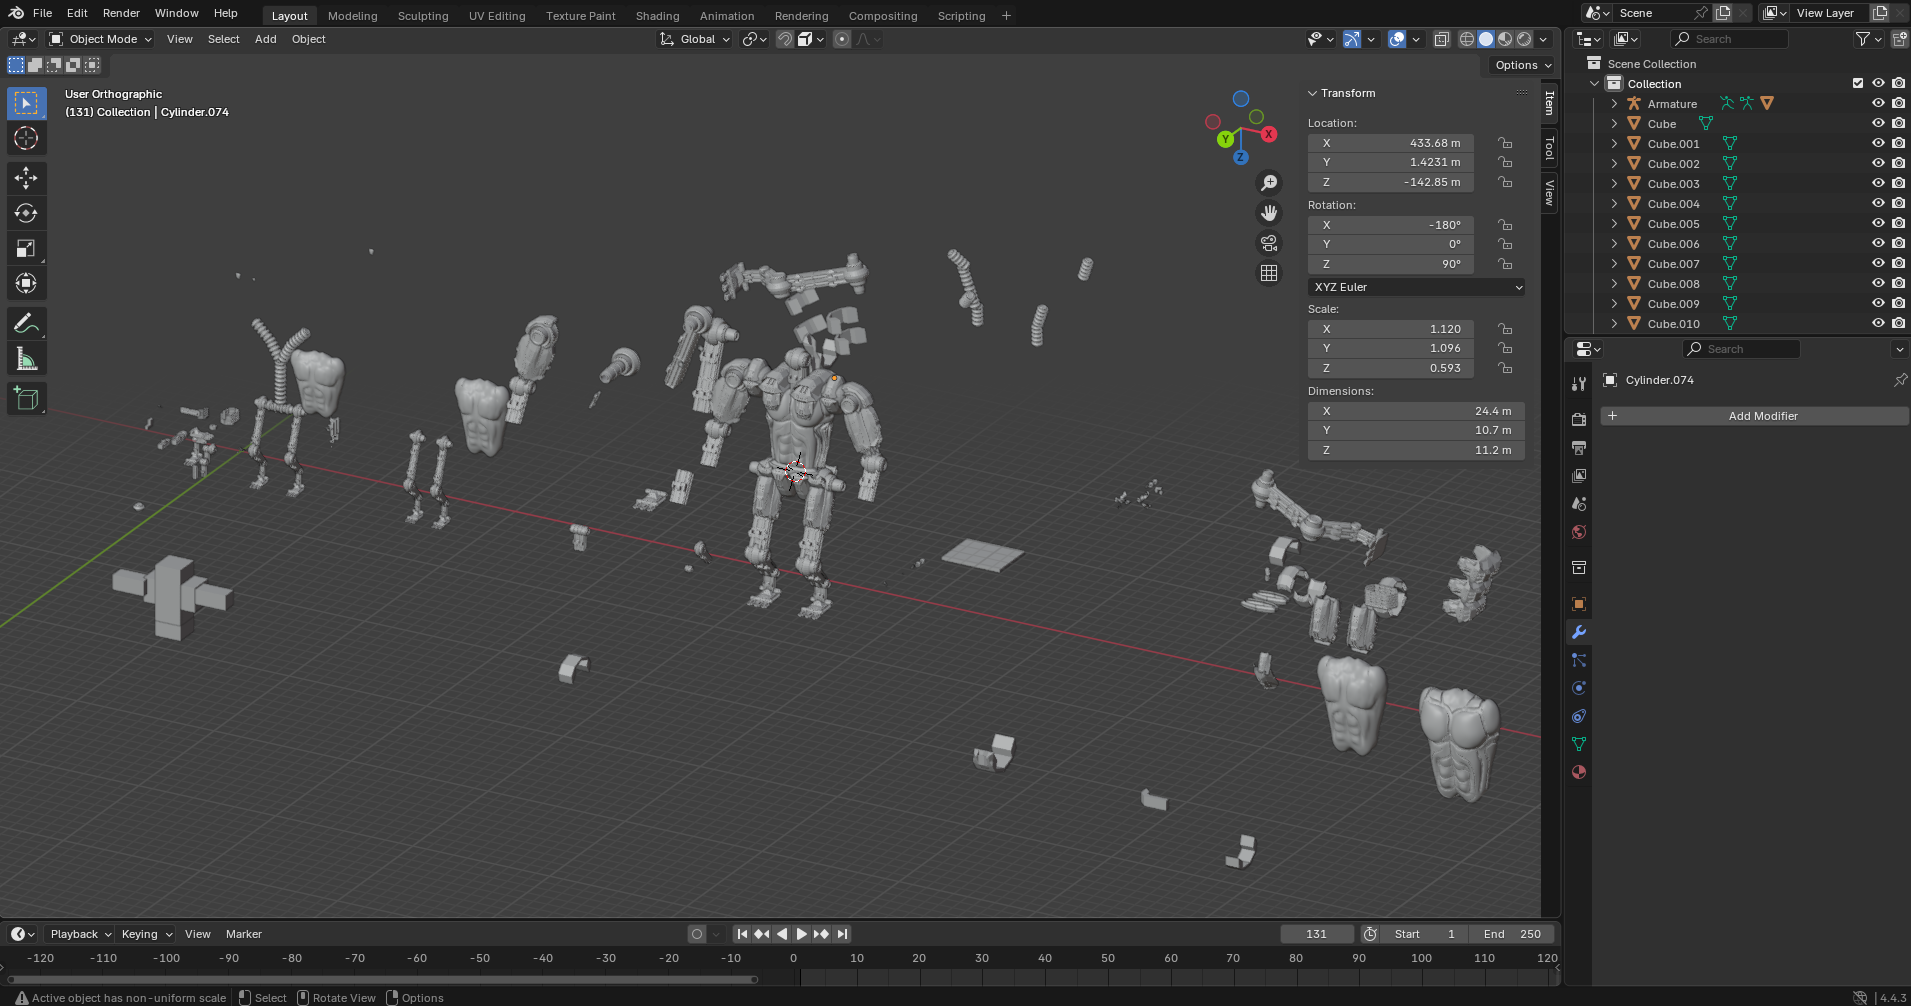 File Edit Render Window Help Layout Modeling Sculpting UV Editing Texture Paint Shading Animation Rendering Compositing Scripting + Scene View Layer
Object Mode View Select Add Object Global Search
Options
Scene Collection
Collection
User Orthographic
(131) Collection | Cylinder.074
X
Y
Z
Transform
Location:
X 433.68 m
Y 1.4231 m
Z -142.85 m
Rotation:
X -180°
Y 0°
Z 90°
XYZ Euler
Scale:
X 1.120
Y 1.096
Z 0.593
Dimensions:
X 24.4 m
Y 10.7 m
Z 11.2 m
Item
Tool
View
Armature
Cube
Cube.001
Cube.002
Cube.003
Cube.004
Cube.005
Cube.006
Cube.007
Cube.008
Cube.009
Cube.010
Search
Cylinder.074
+ Add Modifier
Playback Keying View Marker 131 Start 1 End 250
-120 -110 -100 -90 -80 -70 -60 -50 -40 -30 -20 -10 0 10 20 30 40 50 60 70 80 90 100 110 120
Active object has non-uniform scale Select Rotate View Options 4.4.3